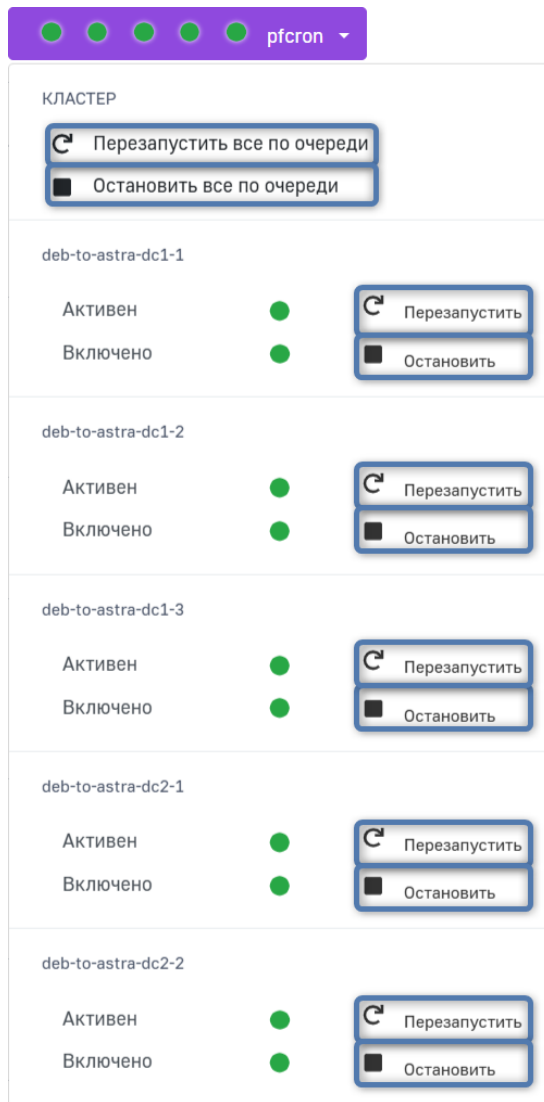 pfcron
КЛАСТЕР
Перезапустить все по очереди
Остановить все по очереди
deb-to-astra-dc1-1
Активен Перезапустить
Включено Остановить
deb-to-astra-dc1-2
Активен Перезапустить
Включено Остановить
deb-to-astra-dc1-3
Активен Перезапустить
Включено Остановить
deb-to-astra-dc2-1
Активен Перезапустить
Включено Остановить
deb-to-astra-dc2-2
Активен Перезапустить
Включено Остановить